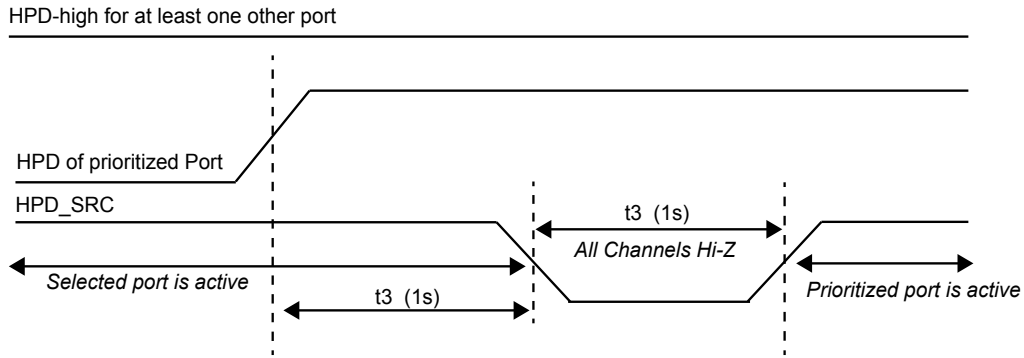 HPD-high for at least one other port
HPD of prioritized Port
HPD_SRC
t3 (1s)
All Channels Hi-Z
Selected port is active
t3 (1s)
Prioritized port is active